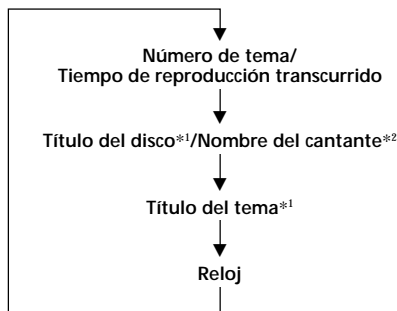 Número de tema/
Tiempo de reproducción transcurrido
Título del disco*1/Nombre del cantante*2
Título del tema*1
Reloj